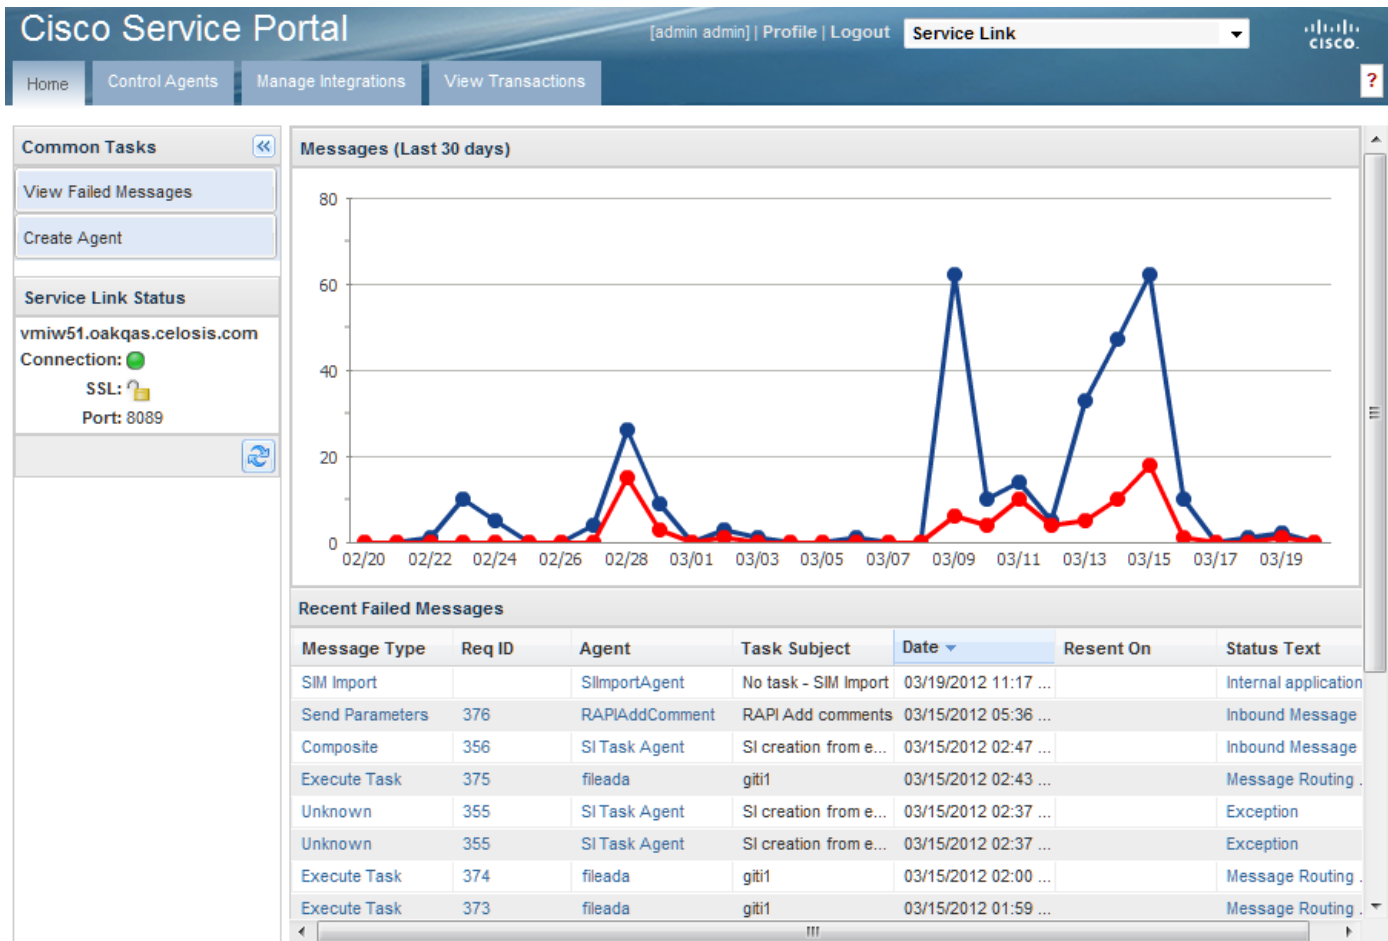 Cisco Service Portal
[admin admin] | Profile | Logout
Service Link
CISCO.
Home
Control Agents
Manage Integrations
View Transactions
?
Common Tasks
View Failed Messages
Create Agent
Service Link Status
vmiw51.oakqas.celosis.com
Connection:
SSL:
Port: 8089
Messages (Last 30 days)
80
60
40
20
0
02/20 02/22 02/24 02/26 02/28 03/01 03/03 03/05 03/07 03/09 03/11 03/13 03/15 03/17 03/19
Recent Failed Messages
Message Type Req ID Agent Task Subject Date Resent On Status Text
SIM Import SIImportAgent No task - SIM Import 03/19/2012 11:17 ... Internal application
Send Parameters 376 RAPIAddComment RAPI Add comments 03/15/2012 05:36 ... Inbound Message
Composite 356 SI Task Agent SI creation from e... 03/15/2012 02:47 ... Inbound Message
Execute Task 375 fileada giti1 03/15/2012 02:43 ... Message Routing .
Unknown 355 SI Task Agent SI creation from e... 03/15/2012 02:37 ... Exception
Unknown 355 SI Task Agent SI creation from e... 03/15/2012 02:37 ... Exception
Execute Task 374 fileada giti1 03/15/2012 02:00 ... Message Routing .
Execute Task 373 fileada giti1 03/15/2012 01:59 ... Message Routing .